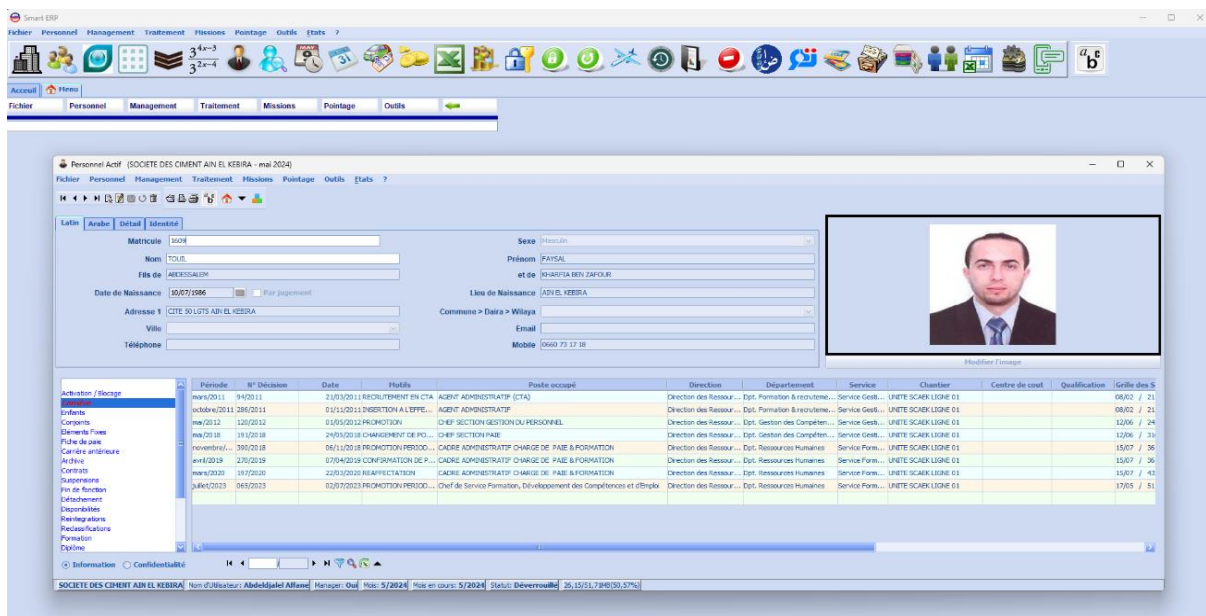 Smart ERP
Fichier Personnel Management Traitement Missions Pointage Outils Etats ?
Acceuil Menu
Fichier Personnel Management Traitement Missions Pointage Outils
Personnel Actif (SOCIETE DES CIMENT AIN EL KEBIRA - mai 2024)
Fichier Personnel Management Traitement Missions Pointage Outils Etats ?
Latin Arabe Détail Identité
Matricule 1609 Sexe Masculin
Nom TOUIL Prénom FAYSAL
Fils de ABDESSALEM et de KHARFIA BEN ZAFOUR
Date de Naissance 10/07/1986 Par jugement Lieu de Naissance AIN EL KEBIRA
Adresse 1 CITE 50 LGTS AIN EL KEBIRA Commune > Daira > Wilaya
Ville Email
Téléphone Mobile 0660 73 17 18
Modifier l'image
Période N° Décision Date Motifs Poste occupé Direction Département Service Chantier Centre de cout Qualification Grille des S
mars/2011 94/2011 21/03/2011 RECRUTEMENT EN CTA AGENT ADMINISTRATIF (CTA) Direction des Ressour... Dpt. Formation & recruteme... Service Gesti... UNITE SCAEK LIGNE 01 08/02 / 21
octobre/2011 286/2011 01/11/2011 INSERTION A L'EFFE... AGENT ADMINISTRATIF Direction des Ressour... Dpt. Formation & recruteme... Service Gesti... UNITE SCAEK LIGNE 01 08/02 / 21
mai/2012 120/2012 01/05/2012 PROMOTION CHEF SECTION GESTION DU PERSONNEL Direction des Ressour... Dpt. Gestion des Compéten... Service Gesti... UNITE SCAEK LIGNE 01 12/06 / 24
mai/2018 191/2018 24/05/2018 CHANGEMENT DE PO... CHEF SECTION PAIE Direction des Ressour... Dpt. Gestion des Compéten... Service Gesti... UNITE SCAEK LIGNE 01 12/06 / 31
novembre/... 390/2018 06/11/2018 PROMOTION PERIOD... CADRE ADMINISTRATIF CHARGE DE PAIE & FORMATION Direction des Ressour... Dpt. Ressources Humaines Service Form... UNITE SCAEK LIGNE 01 15/07 / 36
avril/2019 270/2019 07/04/2019 CONFIRMATION DE P... CADRE ADMINISTRATIF CHARGE DE PAIE & FORMATION Direction des Ressour... Dpt. Ressources Humaines Service Form... UNITE SCAEK LIGNE 01 15/07 / 36
mars/2020 197/2020 22/03/2020 REAFFECTATION CADRE ADMINISTRATIF CHARGE DE PAIE & FORMATION Direction des Ressour... Dpt. Ressources Humaines Service Form... UNITE SCAEK LIGNE 01 15/07 / 43
juillet/2023 065/2023 02/07/2023 PROMOTION PERIOD... Chef de Service Formation, Développement des Compétences et d'Emploi Direction des Ressour... Dpt. Ressources Humaines Service Form... UNITE SCAEK LIGNE 01 17/05 / 51
Activation / Blocage
Enfants
Conjoints
Eléments Fixes
Fiche de paie
Carrière antérieure
Archive
Contrats
Suspensions
Fin de fonction
Détachement
Disponibilités
Reintegrations
Reclassifications
Formation
Diplôme
Information Confidentialité
SOCIETE DES CIMENT AIN EL KEBIRA Nom d'Utilisateur: Abdeldjalel Affane Manager: Oui Mois: 5/2024 Mois en cours: 5/2024 Statut: Déverrouillé 26,15/51,71MB(50,57%)